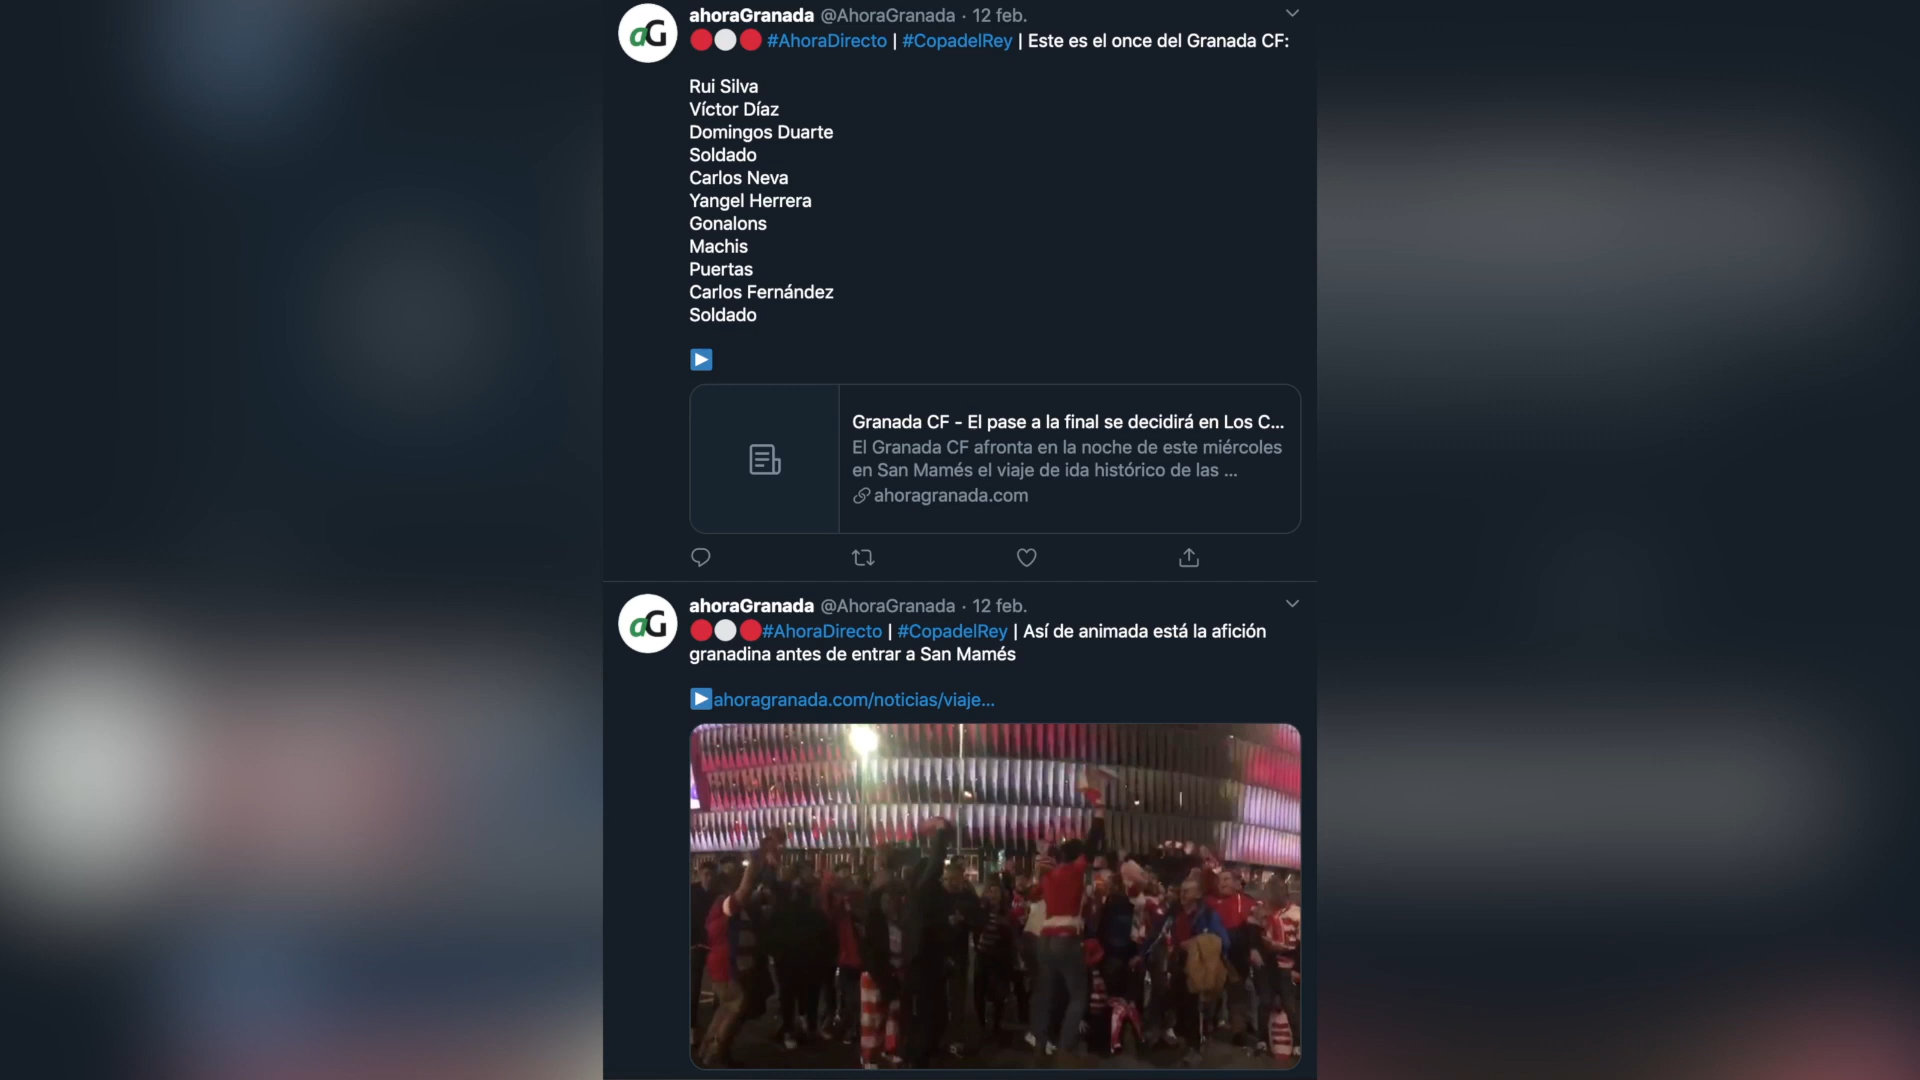 ahoraGranada @AhoraGranada · 12 feb.
#AhoraDirecto | #CopadelRey | Este es el once del Granada CF:
Rui Silva
Víctor Díaz
Domingos Duarte
Soldado
Carlos Neva
Yangel Herrera
Gonalons
Machis
Puertas
Carlos Fernández
Soldado
Granada CF - El pase a la final se decidirá en Los C...
El Granada CF afronta en la noche de este miércoles
en San Mamés el viaje de ida histórico de las ...
ahoragranada.com
aG
ahoraGranada @AhoraGranada · 12 feb.
#AhoraDirecto | #CopadelRey | Así de animada está la afición
granadina antes de entrar a San Mamés
ahoragranada.com/noticias/viaje...
aG